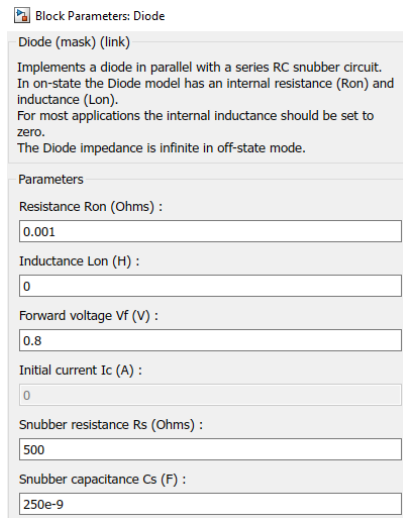 Block Parameters: Diode
Diode (mask) (link)
Implements a diode in parallel with a series RC snubber circuit.
In on-state the Diode model has an internal resistance (Ron) and
inductance (Lon).
For most applications the internal inductance should be set to
zero.
The Diode impedance is infinite in off-state mode.
Parameters
Resistance Ron (Ohms) :
0.001
Inductance Lon (H) :
0
Forward voltage Vf (V) :
0.8
Initial current Ic (A) :
0
Snubber resistance Rs (Ohms) :
500
Snubber capacitance Cs (F) :
250e-9